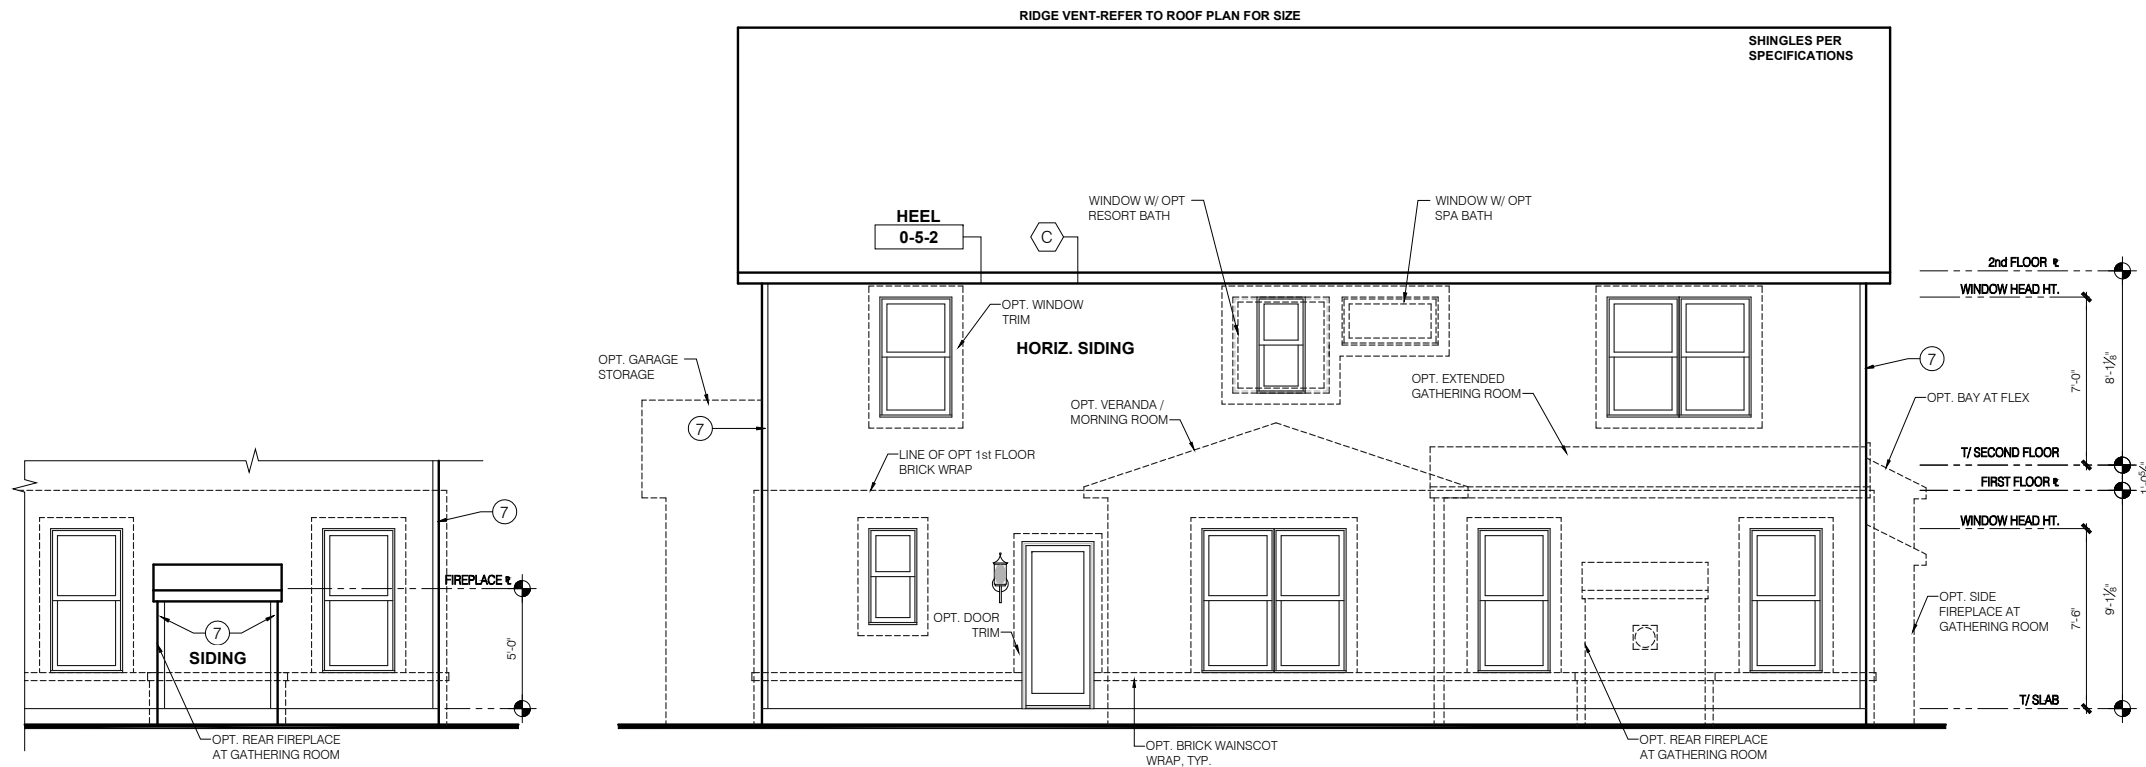 RIDGE VENT-REFER TO ROOF PLAN FOR SIZE
SHINGLES PER
SPECIFICATIONS
WINDOW W/ OPT
RESORT BATH
WINDOW W/ OPT
SPA BATH
HEEL
0-5-2
C
2nd FLOOR ℄
WINDOW HEAD HT.
OPT. WINDOW
TRIM
HORIZ. SIDING
OPT. GARAGE
STORAGE
7
7'-0"
8'-1⅛"
OPT. EXTENDED
GATHERING ROOM
OPT. BAY AT FLEX
OPT. VERANDA /
MORNING ROOM
7
LINE OF OPT 1st FLOOR
BRICK WRAP
T/ SECOND FLOOR
1'-0¾"
FIRST FLOOR ℄
WINDOW HEAD HT.
7
FIREPLACE ℄
5'-0"
7
SIDING
OPT. DOOR
TRIM
OPT. SIDE
FIREPLACE AT
GATHERING ROOM
7'-6"
9'-1⅛"
T/ SLAB
OPT. REAR FIREPLACE
AT GATHERING ROOM
OPT. BRICK WAINSCOT
WRAP, TYP.
OPT. REAR FIREPLACE
AT GATHERING ROOM